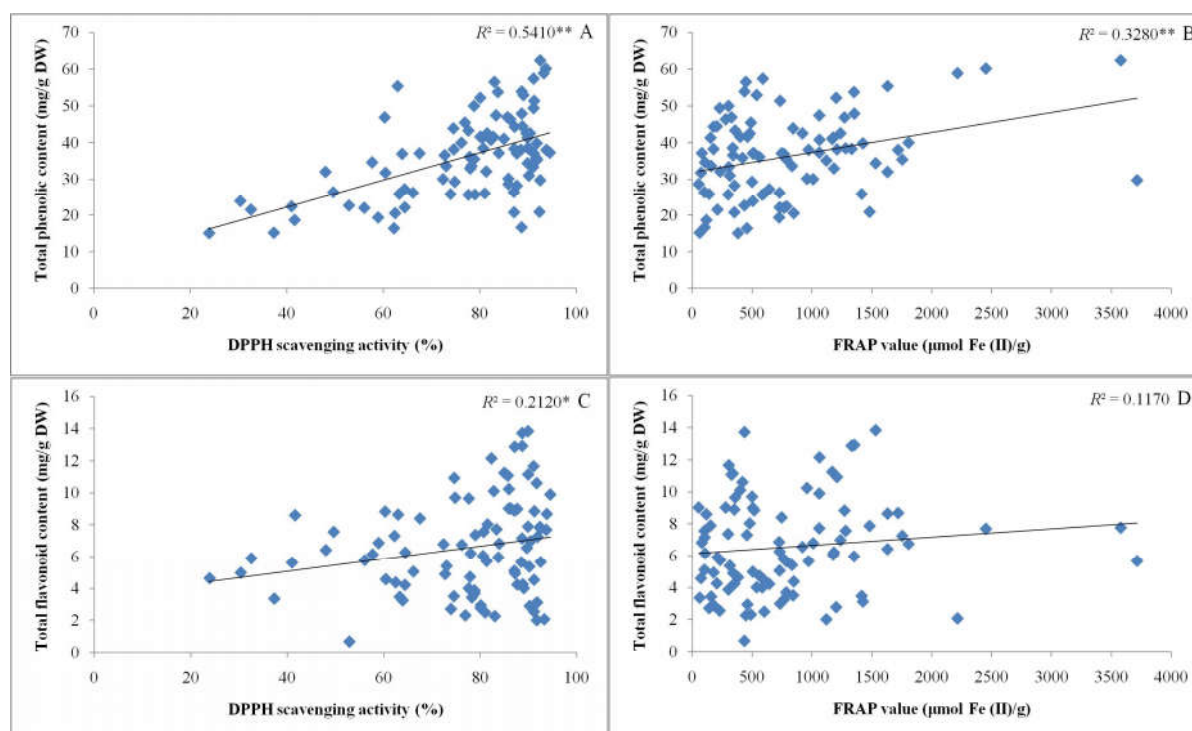 R² = 0.5410** A
70
60
50
40
30
20
10
0
Total phenolic content (mg/g DW)
0 20 40 60 80 100
DPPH scavenging activity (%)
R² = 0.3280** B
70
60
50
40
30
20
10
0
Total phenolic content (mg/g DW)
0 500 1000 1500 2000 2500 3000 3500 4000
FRAP value (µmol Fe (II)/g)
R² = 0.2120* C
16
14
12
10
8
6
4
2
0
Total flavonoid content (mg/g DW)
0 20 40 60 80 100
DPPH scavenging activity (%)
R² = 0.1170 D
16
14
12
10
8
6
4
2
0
Total flavonoid content (mg/g DW)
0 500 1000 1500 2000 2500 3000 3500 4000
FRAP value (µmol Fe (II)/g)